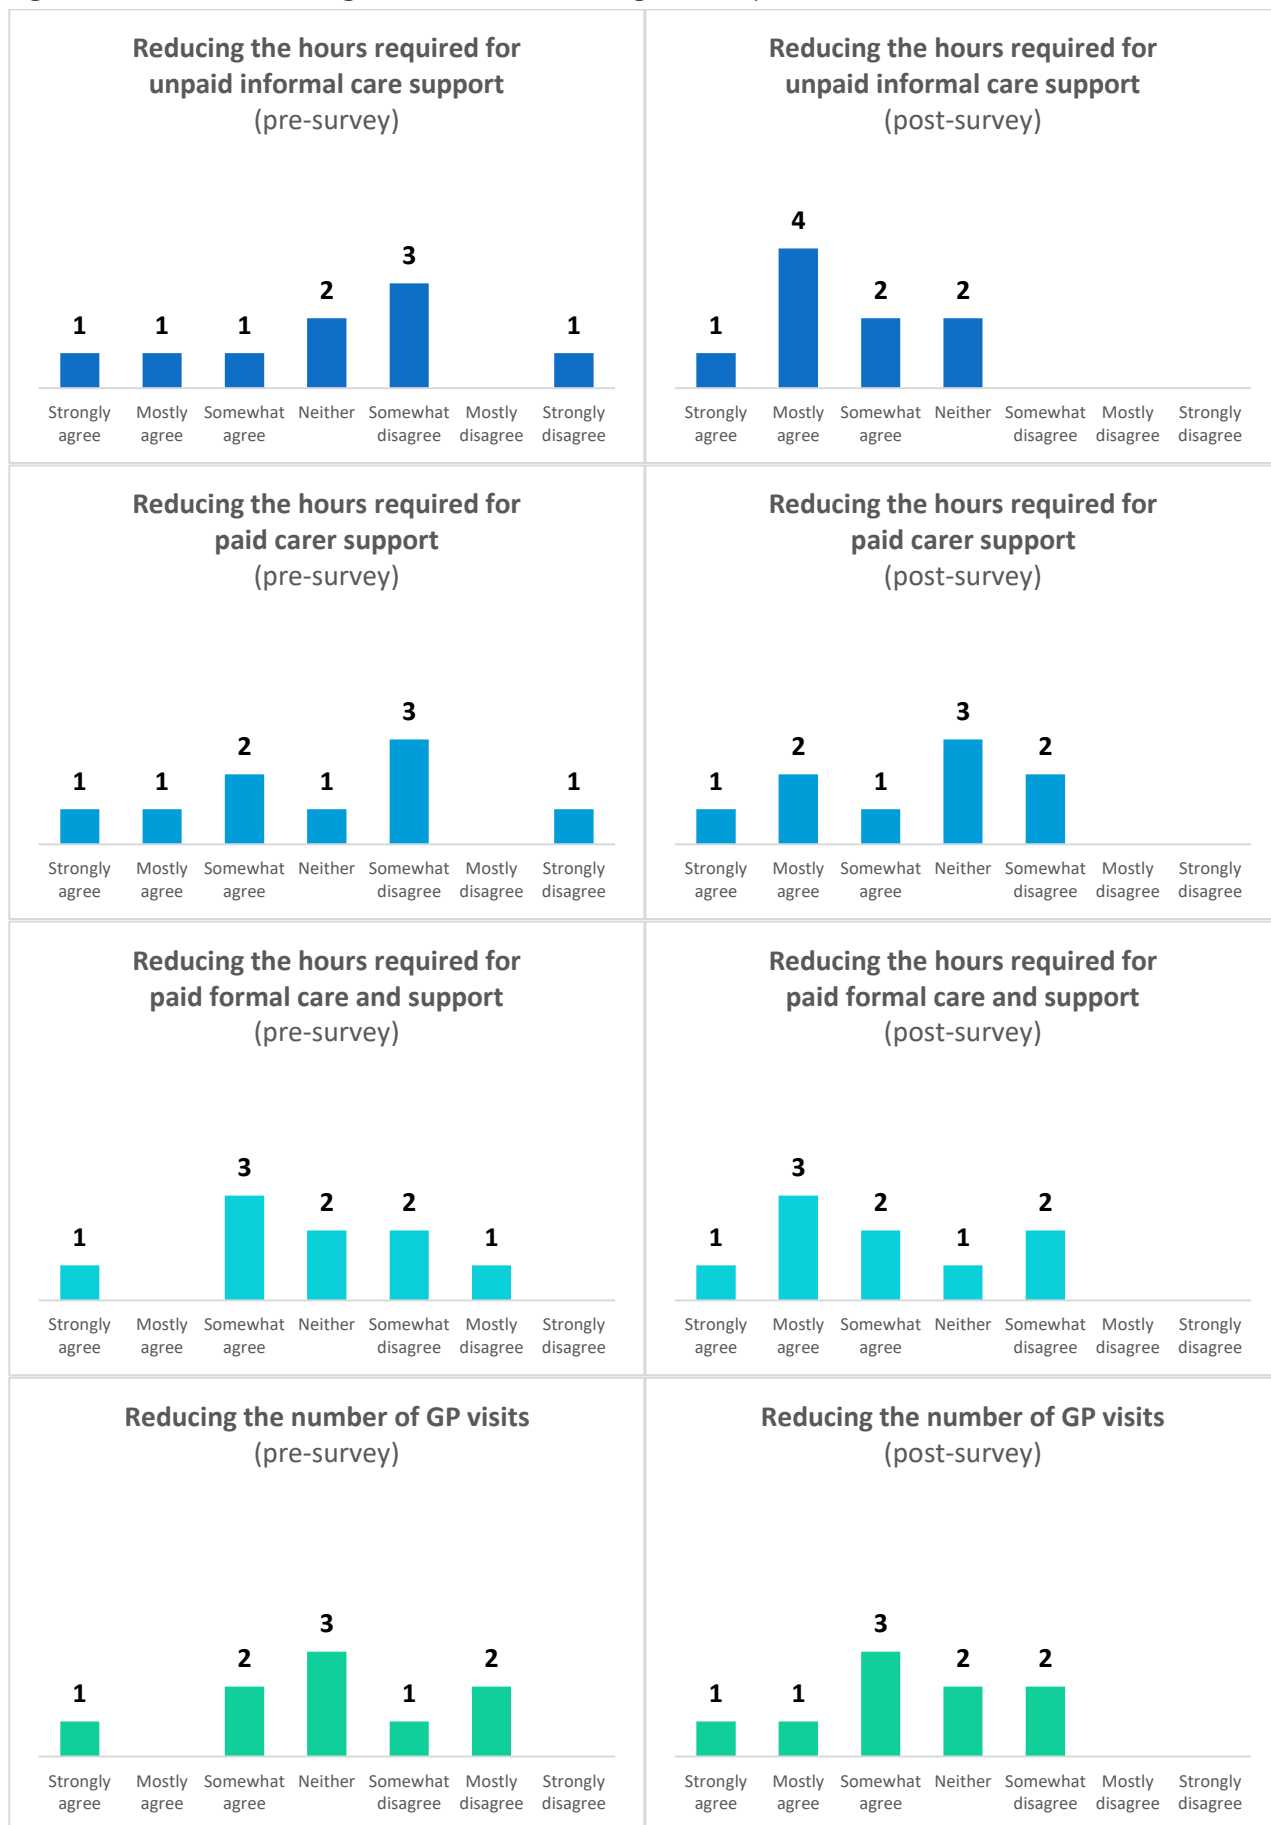 Reducing the hours required for
unpaid informal care support
(pre-survey)
3
2
1 1 1 1
Strongly Mostly Somewhat Neither Somewhat Mostly Strongly
agree agree agree disagree disagree disagree
Reducing the hours required for
unpaid informal care support
(post-survey)
4
2 2
1
Strongly Mostly Somewhat Neither Somewhat Mostly Strongly
agree agree agree disagree disagree disagree
Reducing the hours required for
paid carer support
(pre-survey)
3
2
1 1 1 1
Strongly Mostly Somewhat Neither Somewhat Mostly Strongly
agree agree agree disagree disagree disagree
Reducing the hours required for
paid carer support
(post-survey)
3
2 2
1 1
Strongly Mostly Somewhat Neither Somewhat Mostly Strongly
agree agree agree disagree disagree disagree
Reducing the hours required for
paid formal care and support
(pre-survey)
3
2 2
1 1
Strongly Mostly Somewhat Neither Somewhat Mostly Strongly
agree agree agree disagree disagree disagree
Reducing the hours required for
paid formal care and support
(post-survey)
3
2 2
1 1
Strongly Mostly Somewhat Neither Somewhat Mostly Strongly
agree agree agree disagree disagree disagree
Reducing the number of GP visits
(pre-survey)
3
2 2
1 1
Strongly Mostly Somewhat Neither Somewhat Mostly Strongly
agree agree agree disagree disagree disagree
Reducing the number of GP visits
(post-survey)
3
2 2
1 1
Strongly Mostly Somewhat Neither Somewhat Mostly Strongly
agree agree agree disagree disagree disagree